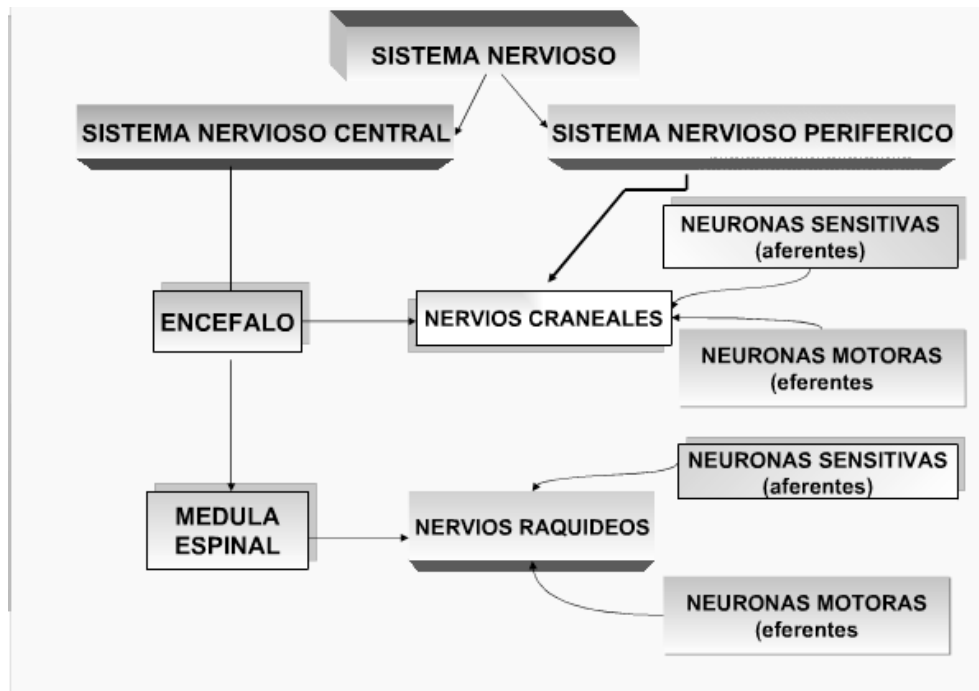 SISTEMA NERVIOSO
SISTEMA NERVIOSO CENTRAL
SISTEMA NERVIOSO PERIFERICO
NEURONAS SENSITIVAS
(aferentes)
ENCEFALO
NERVIOS CRANEALES
NEURONAS MOTORAS
(eferentes
NEURONAS SENSITIVAS
(aferentes)
MEDULA
ESPINAL
NERVIOS RAQUIDEOS
NEURONAS MOTORAS
(eferentes